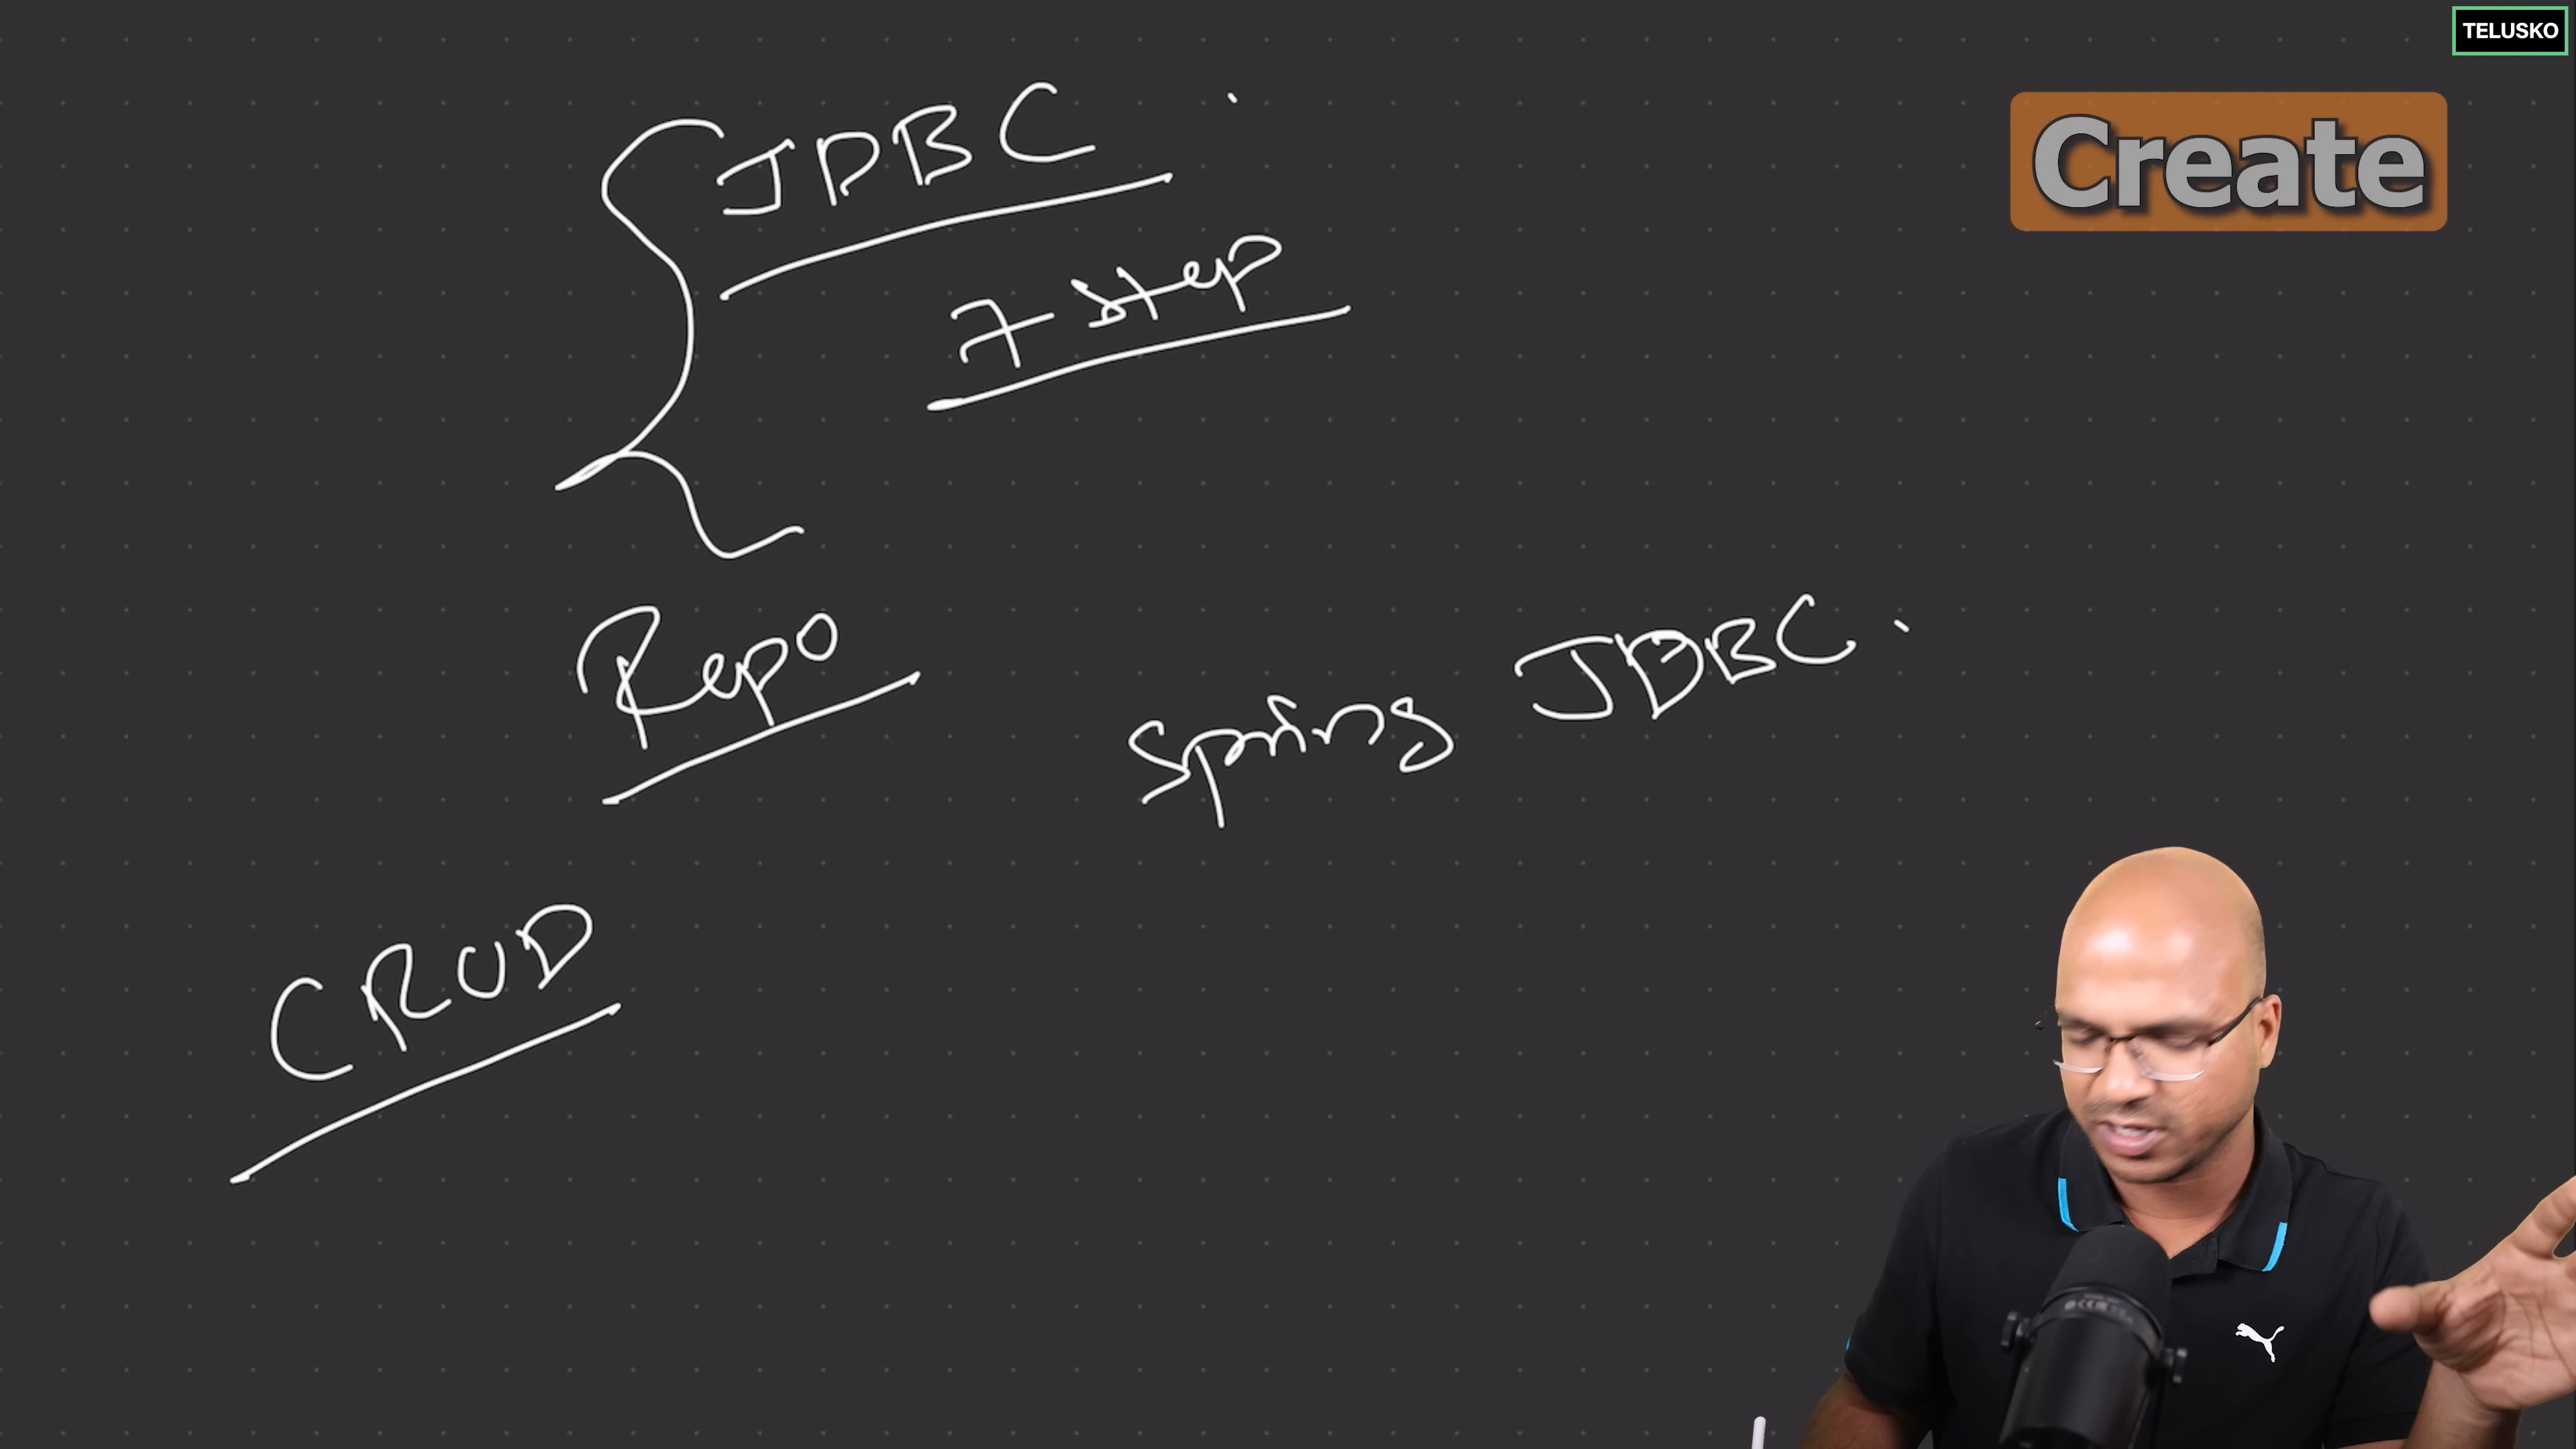 TELUSKO
Create
JDBC
7 step
Repo
Spring JDBC
CRUD